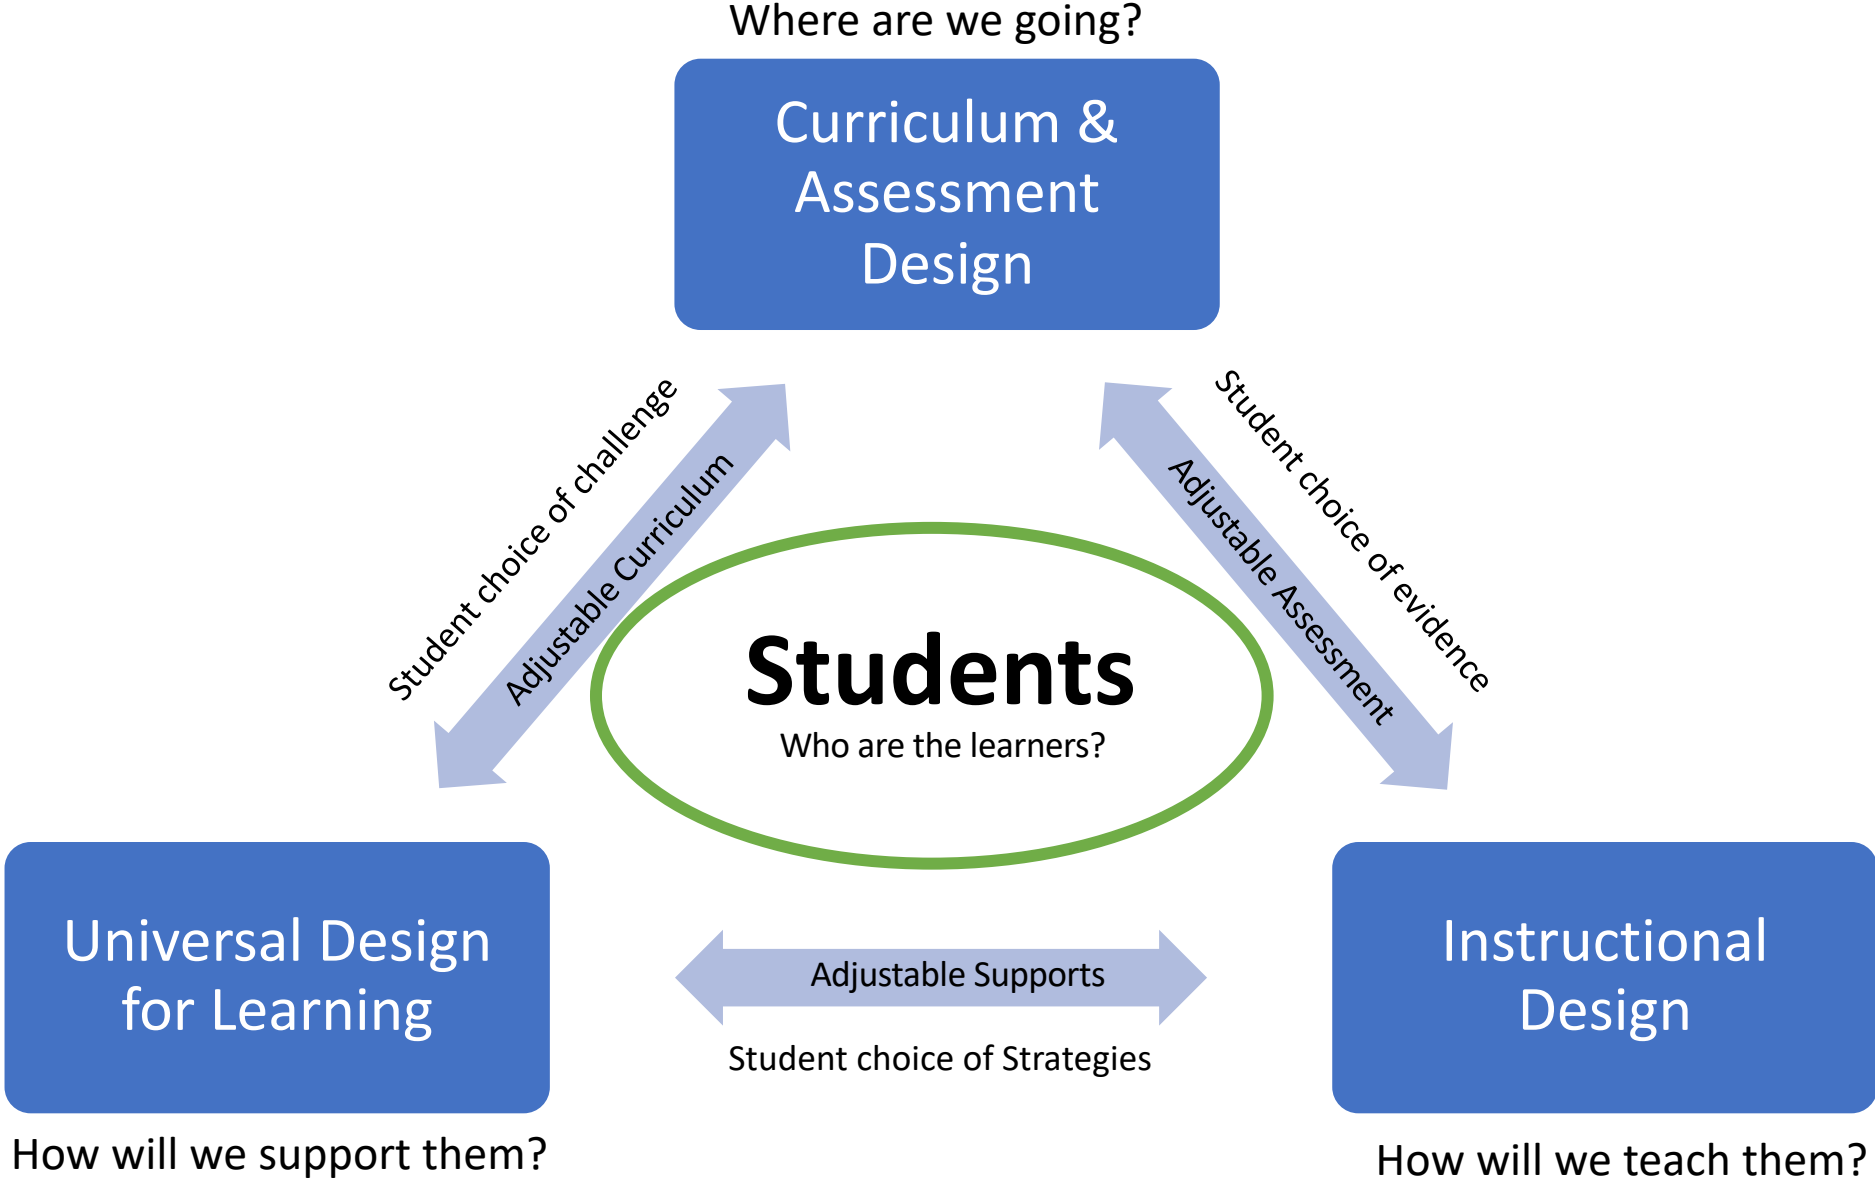 Where are we going?
Curriculum &
Assessment
Design
Student choice of challenge
Adjustable Curriculum
Adjustable Assessment
Student choice of evidence
Students
Who are the learners?
Universal Design
for Learning
Adjustable Supports
Student choice of Strategies
Instructional
Design
How will we support them?
How will we teach them?